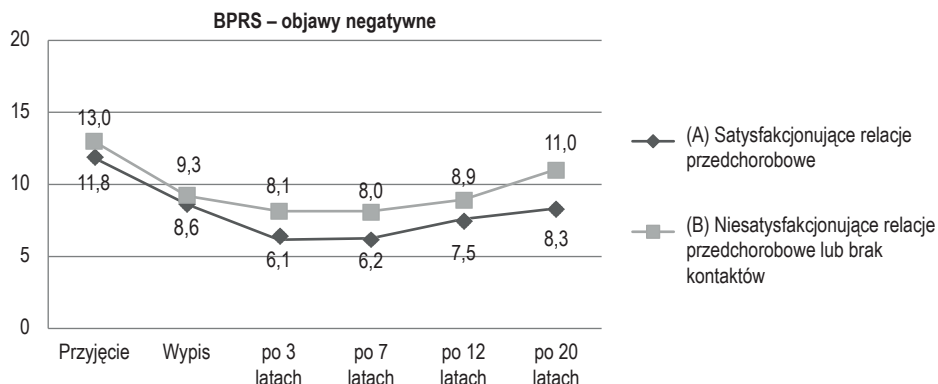 BPRS – objawy negatywne
20
15
10
5
0
13,0
11,8
9,3
8,6
8,1
6,1
8,0
6,2
8,9
7,5
11,0
8,3
Przyjęcie
Wypis
po 3
latach
po 7
latach
po 12
latach
po 20
latach
(A) Satysfakcjonujące relacje
przedchorobowe
(B) Niesatysfakcjonujące relacje
przedchorobowe lub brak
kontaktów